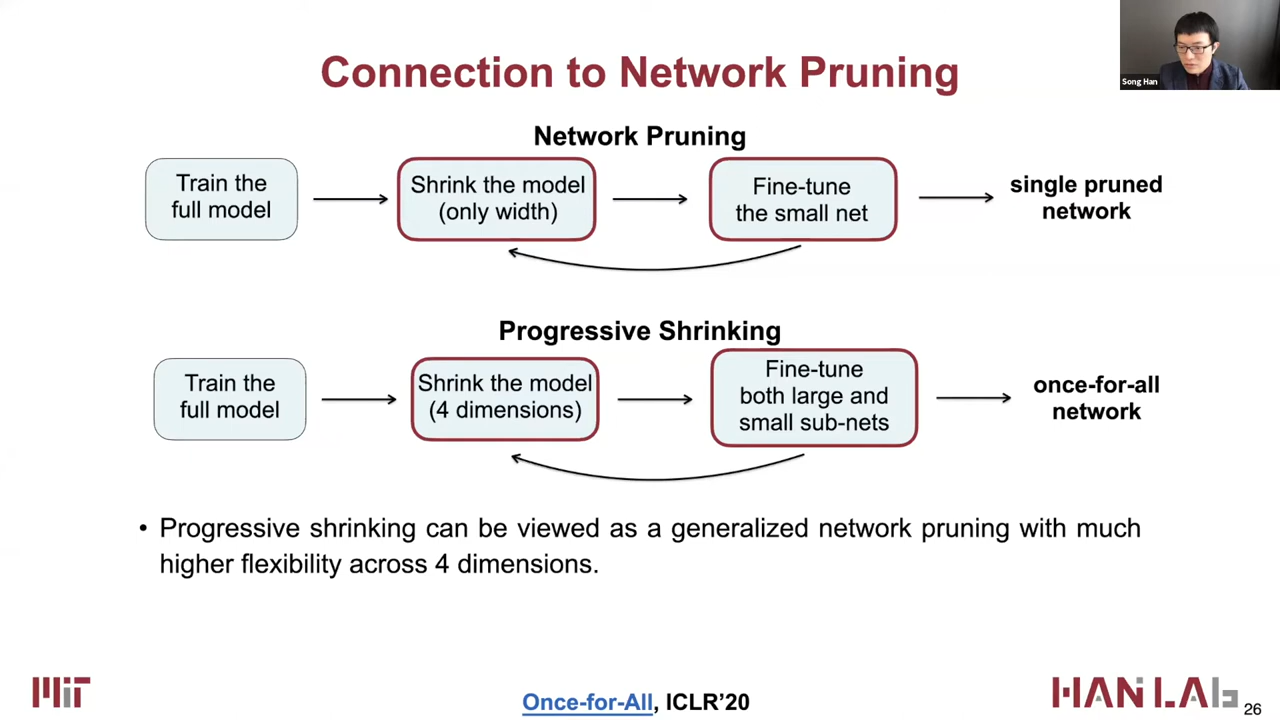 Connection to Network Pruning
Song Han
Network Pruning
Train the
full model
Shrink the model
(only width)
Fine-tune
the small net
single pruned
network
Progressive Shrinking
Train the
full model
Shrink the model
(4 dimensions)
Fine-tune
both large and
small sub-nets
once-for-all
network
• Progressive shrinking can be viewed as a generalized network pruning with much
higher flexibility across 4 dimensions.
MIT
Once-for-All, ICLR’20
HAN LAB
26